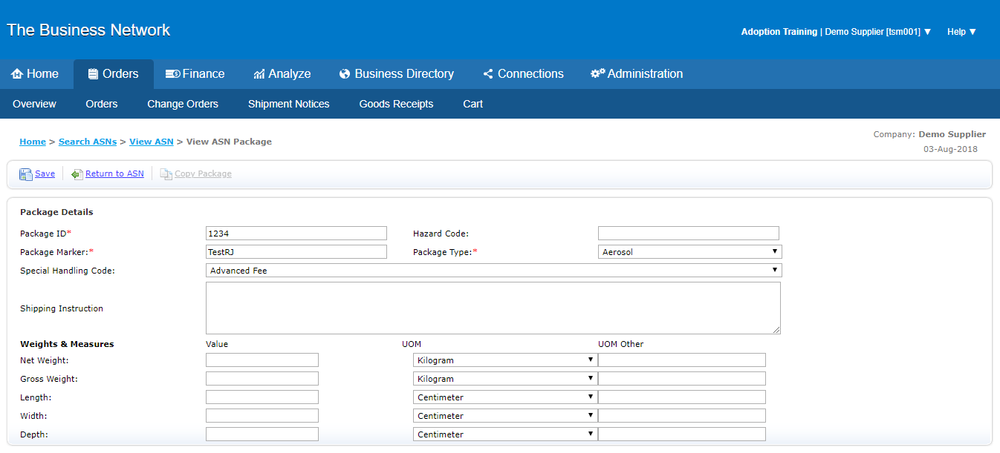 The Business Network
Adoption Training | Demo Supplier [tsm001] ▼ Help ▼
Home Orders Finance Analyze Business Directory Connections Administration
Overview Orders Change Orders Shipment Notices Goods Receipts Cart
Home > Search ASNs > View ASN > View ASN Package
Company: Demo Supplier
03-Aug-2018
Save Return to ASN Copy Package
Package Details
Package ID* 1234 Hazard Code:
Package Marker:* TestRJ Package Type:* Aerosol
Special Handling Code: Advanced Fee
Shipping Instruction
Weights & Measures Value UOM UOM Other
Net Weight: Kilogram
Gross Weight: Kilogram
Length: Centimeter
Width: Centimeter
Depth: Centimeter